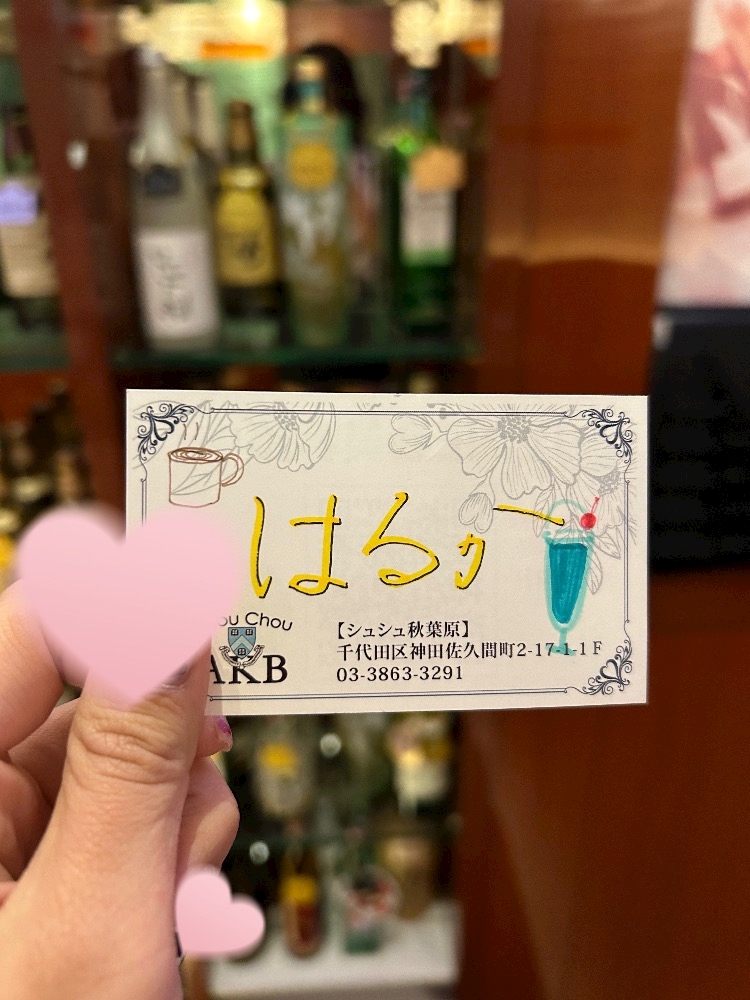 はるか
ou Chou
AKB
【シュシュ秋葉原】
千代田区神田佐久間町2-17-1-1F
03-3863-3291